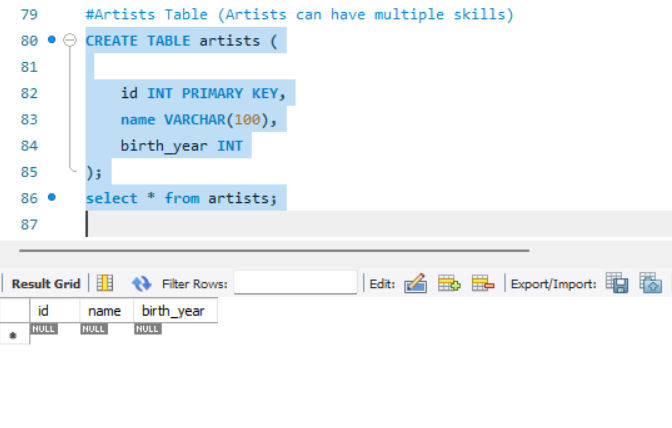 79 #Artists Table (Artists can have multiple skills)
80 CREATE TABLE artists (
81
82 id INT PRIMARY KEY,
83 name VARCHAR(100),
84 birth_year INT
85 );
86 select * from artists;
87
Result Grid Filter Rows: Edit: Export/Import:
id name birth_year
NULL NULL NULL